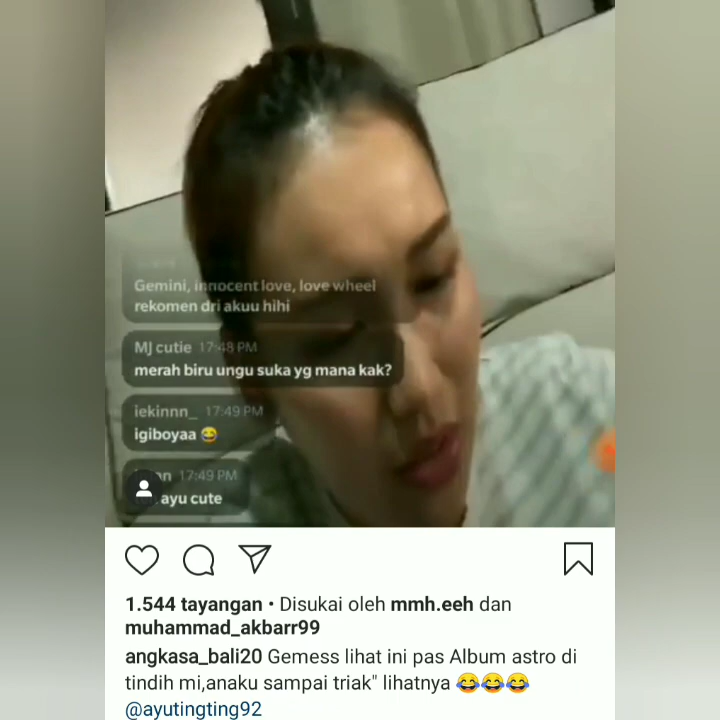 Gemini, innocent love, love wheel
rekomen dri akuu hihi
MJ cutie 17:48 PM
merah biru ungu suka yg mana kak?
iekinnn_ 17:49 PM
igiboyaa 😂
17:49 PM
ayu cute
1.544 tayangan • Disukai oleh mmh.eeh dan
muhammad_akbarr99
angkasa_bali20 Gemess lihat ini pas Album astro di
tindih mi,anaku sampai triak" lihatnya 😂😂😂
@ayutingting92